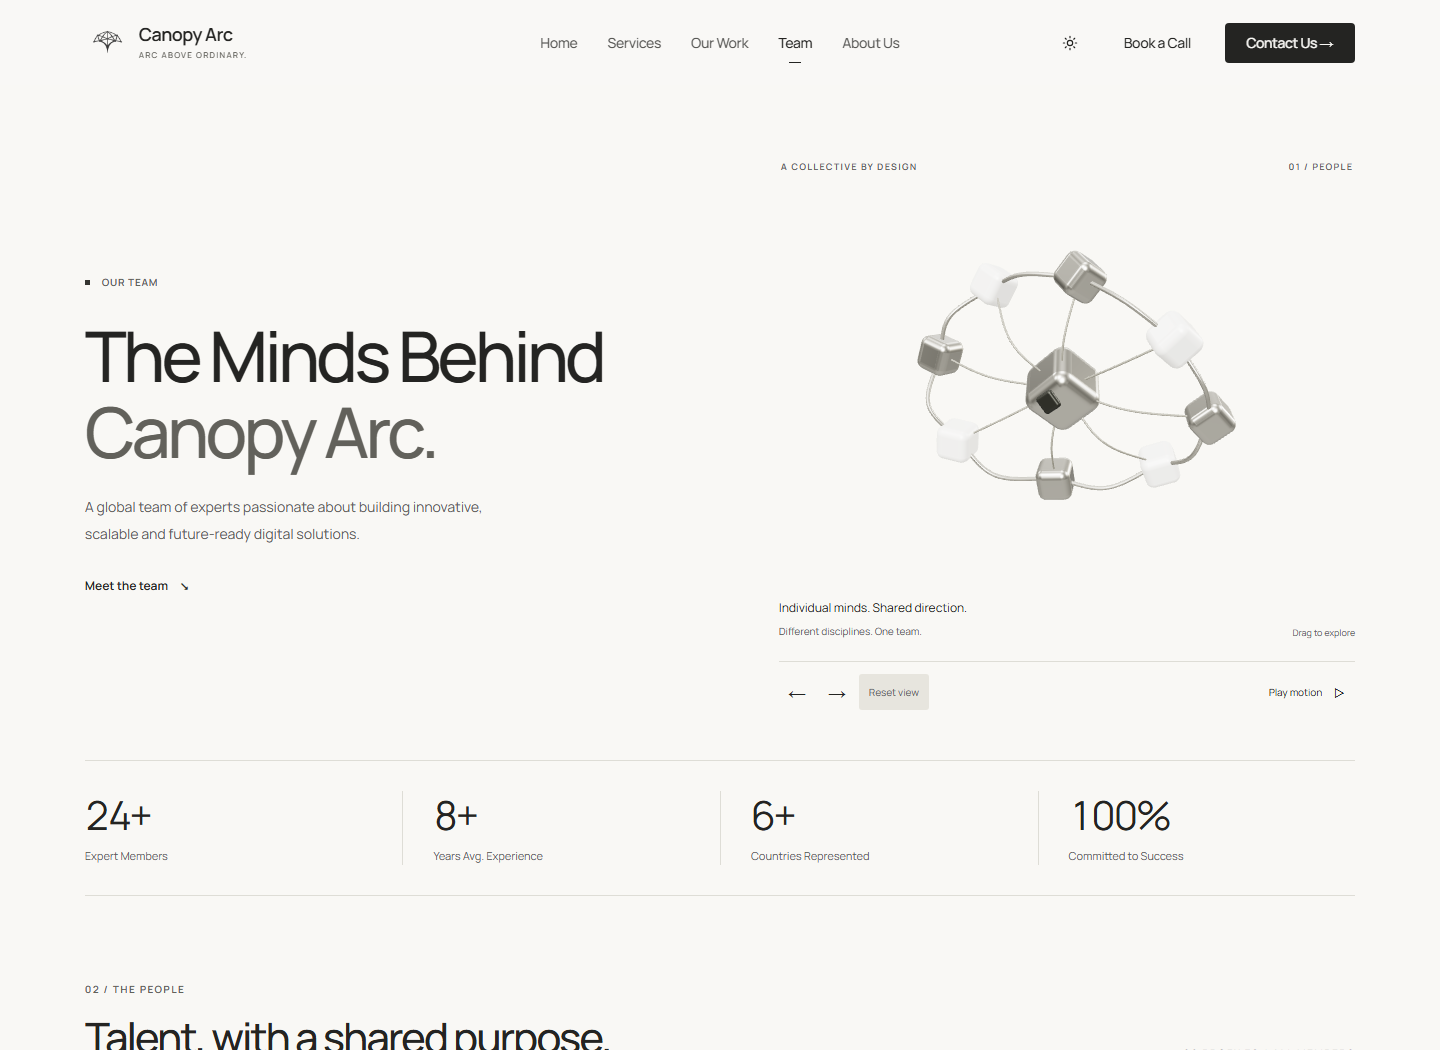 Canopy Arc
ARC ABOVE ORDINARY.
Home
Services
Our Work
Team
About Us
Book a Call
Contact Us →
A COLLECTIVE BY DESIGN
01 / PEOPLE
OUR TEAM
The Minds Behind
Canopy Arc.
A global team of experts passionate about building innovative,
scalable and future-ready digital solutions.
Meet the team ↘
Individual minds. Shared direction.
Different disciplines. One team.
Drag to explore
← → Reset view
Play motion ▷
24+
Expert Members
8+
Years Avg. Experience
6+
Countries Represented
100%
Committed to Success
02 / THE PEOPLE
Talent, with a shared purpose.